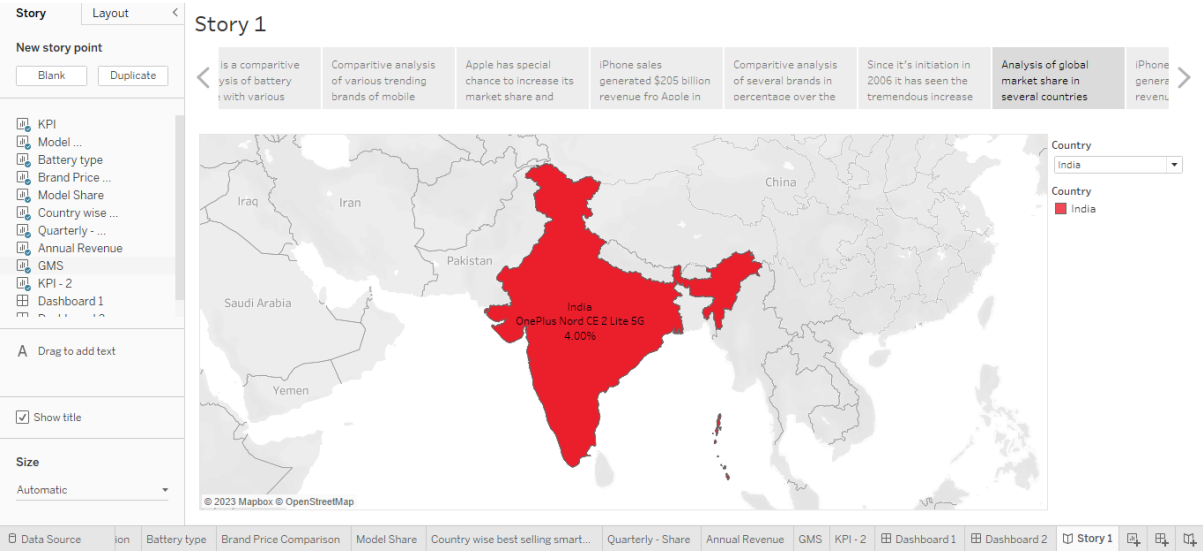 Story
Layout
New story point
Blank
Duplicate
KPI
Model ...
Battery type
Brand Price ...
Model Share
Country wise ...
Quarterly - ...
Annual Revenue
GMS
KPI - 2
Dashboard 1
A Drag to add text
Show title
Size
Automatic
Story 1
is a comparitive
ysis of battery
with various
Comparitive analysis
of various trending
brands of mobile
Apple has special
chance to increase its
market share and
iPhone sales
generated $205 billion
revenue fro Apple in
Comparitive analysis
of several brands in
percentage over the
Since it's initiation in
2006 it has seen the
tremendous increase
Analysis of global
market share in
several countries
iPhone
genera
revenu
Iraq
Iran
China
Pakistan
Saudi Arabia
Yemen
India
OnePlus Nord CE 2 Lite 5G
4.00%
© 2023 Mapbox © OpenStreetMap
Country
India
Country
India
Data Source
ion
Battery type
Brand Price Comparison
Model Share
Country wise best selling smart...
Quarterly - Share
Annual Revenue
GMS
KPI - 2
Dashboard 1
Dashboard 2
Story 1